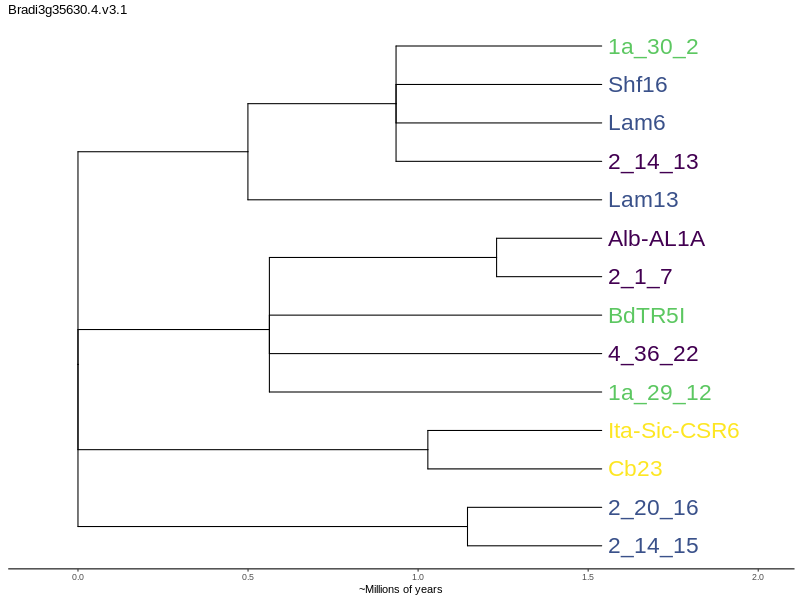 Bradi3g35630.4.v3.1
1a_30_2
Shf16
Lam6
2_14_13
Lam13
Alb-AL1A
2_1_7
BdTR5I
4_36_22
1a_29_12
Ita-Sic-CSR6
Cb23
2_20_16
2_14_15
0.0 0.5 1.0 1.5 2.0
~Millions of years